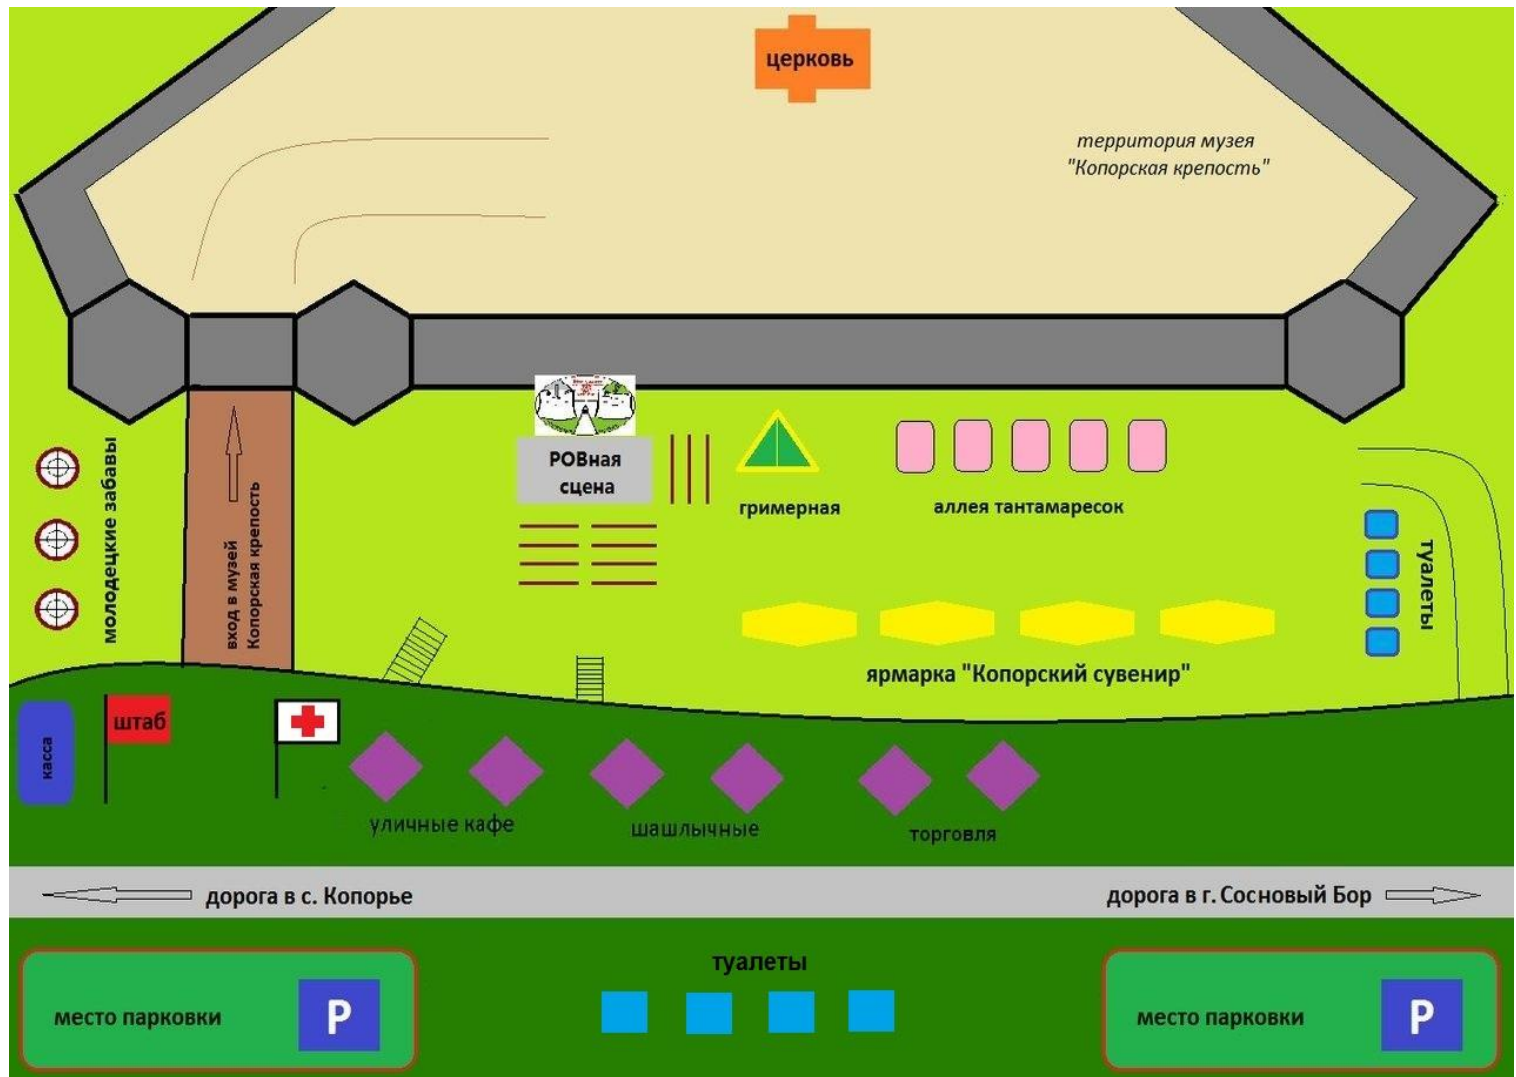 церковь
территория музея
"Копорская крепость"
РОВная
сцена
гримерная
аллея тантамаресок
молодецкие забавы
вход в музей
Копорская крепость
туалеты
ярмарка "Копорский сувенир"
касса
штаб
уличные кафе
шашлычные
торговля
дорога в с. Копорье
дорога в г. Сосновый Бор
туалеты
место парковки
P
место парковки
P